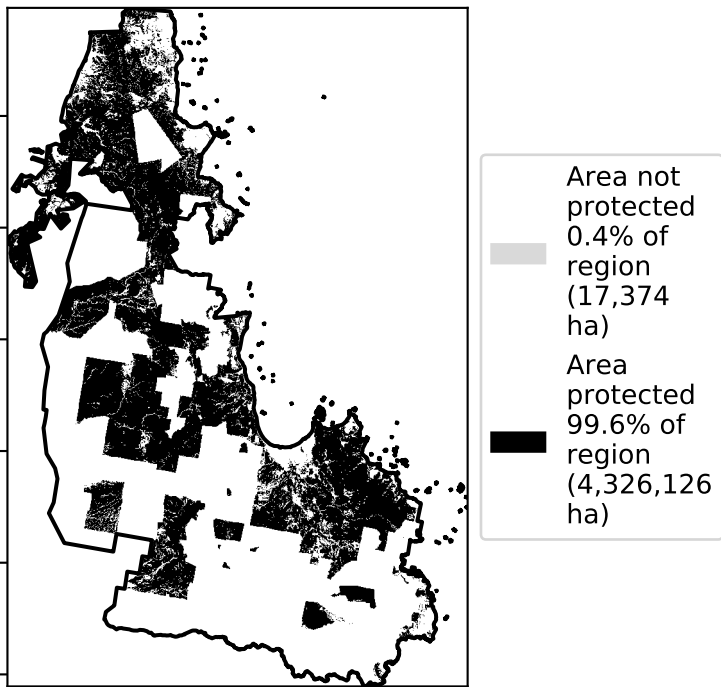 Area not
protected
0.4% of
region
(17,374
ha)
Area
protected
99.6% of
region
(4,326,126
ha)